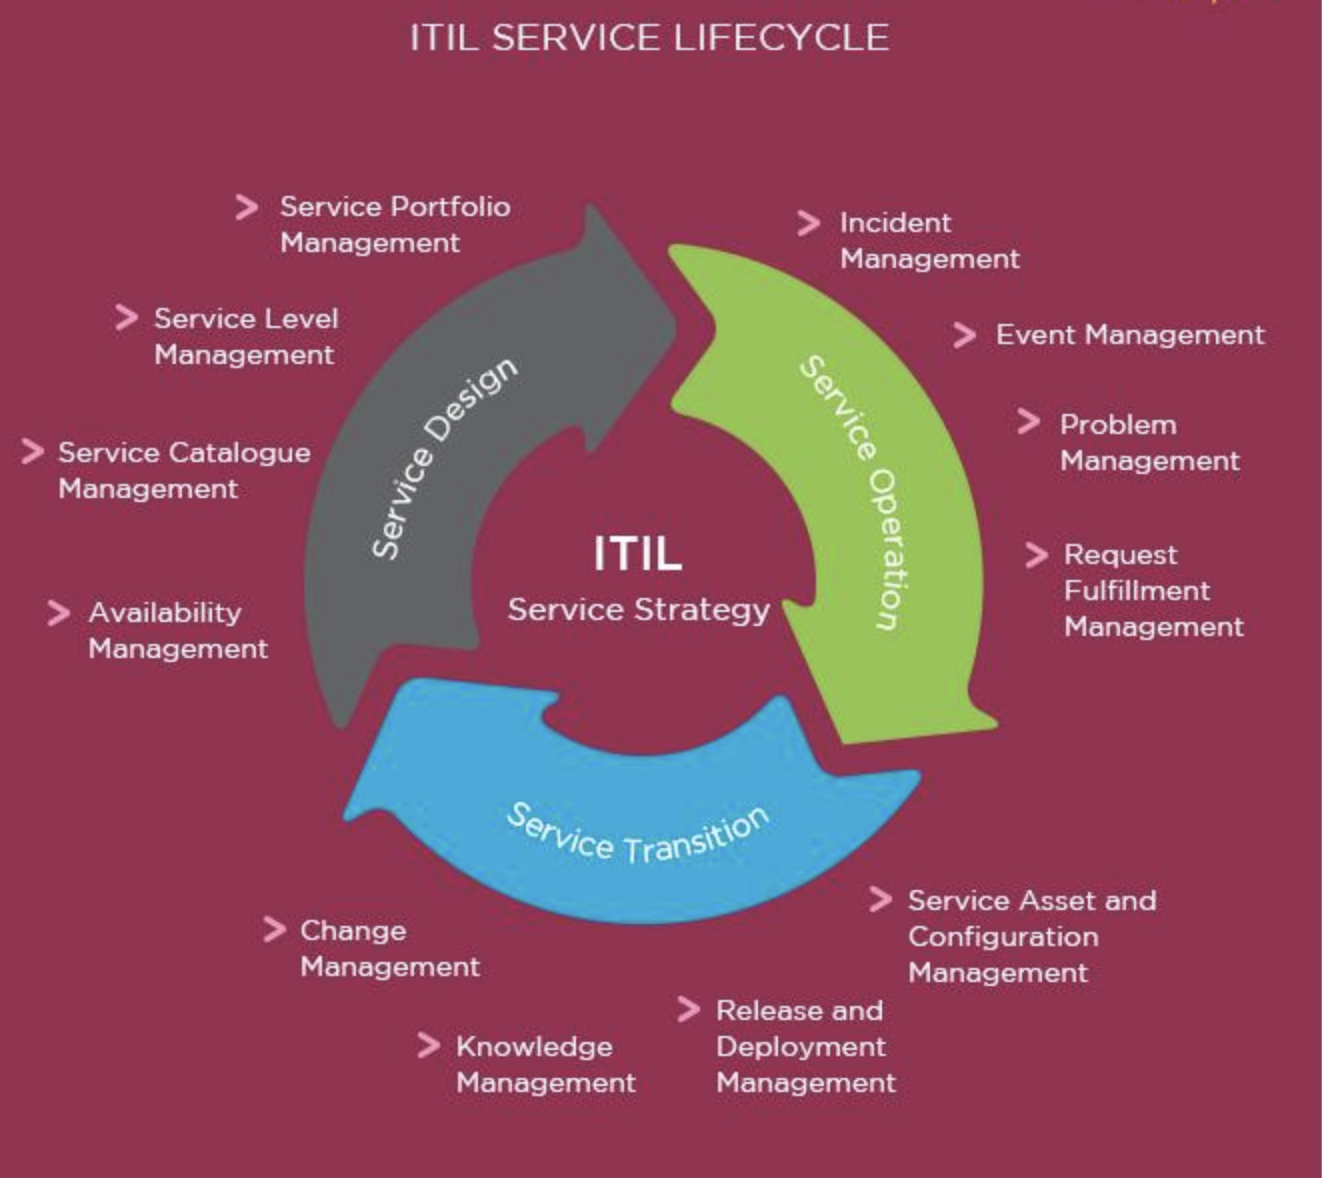 ITIL SERVICE LIFECYCLE
Service Portfolio
Management
Service Level
Management
Service Catalogue
Management
Availability
Management
Service Design
Incident
Management
Event Management
Problem
Management
Request
Fulfillment
Management
Service Operation
ITIL
Service Strategy
Service Transition
Change
Management
Knowledge
Management
Release and
Deployment
Management
Service Asset and
Configuration
Management